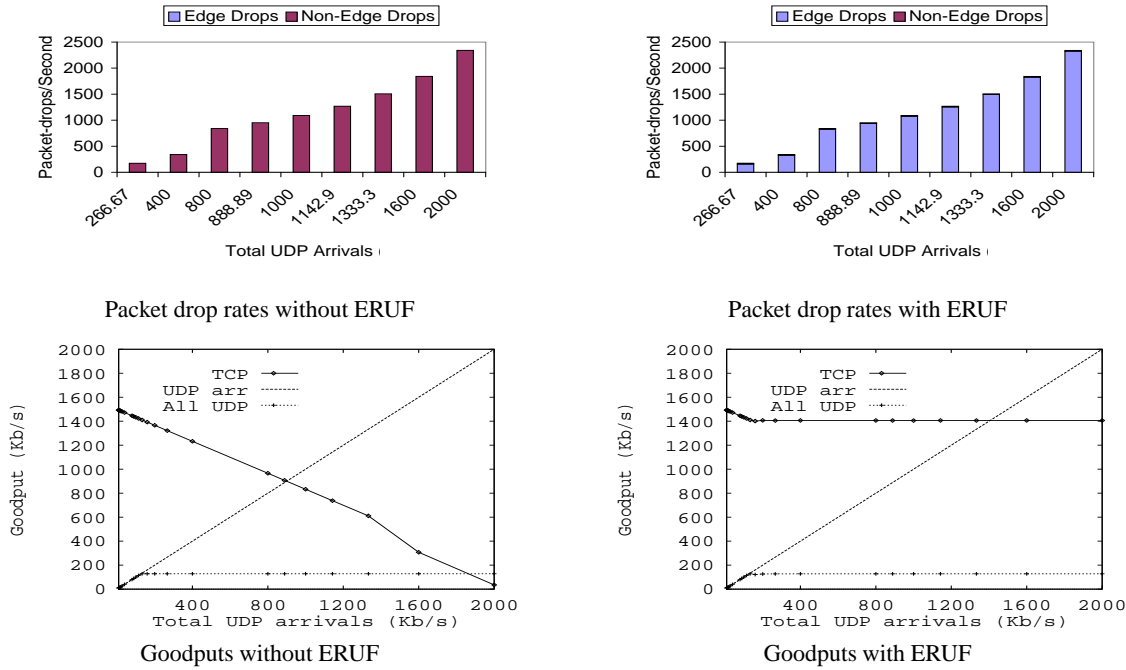 Edge Drops Non-Edge Drops
Packet-drops/Second
2500
2000
1500
1000
500
0
266.67 400 800 888.89 1000 1142.9 1333.3 1600 2000
Total UDP Arrivals (
Packet drop rates without ERUF
Edge Drops Non-Edge Drops
Packet-drops/Second
2500
2000
1500
1000
500
0
266.67 400 800 888.89 1000 1142.9 1333.3 1600 2000
Total UDP Arrivals (
Packet drop rates with ERUF
Goodput (Kb/s)
2000
1800
1600
1400
1200
1000
800
600
400
200
0
TCP
UDP arr
All UDP
400 800 1200 1600 2000
Total UDP arrivals (Kb/s)
Goodputs without ERUF
Goodput (Kb/s)
2000
1800
1600
1400
1200
1000
800
600
400
200
0
TCP
UDP arr
All UDP
400 800 1200 1600 2000
Total UDP arrivals (Kb/s)
Goodputs with ERUF